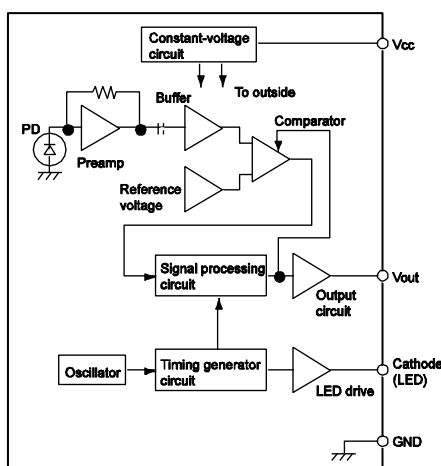 Constant-voltage
circuit
Vcc
To outside
Buffer
Comparator
PD
Preamp
Reference
voltage
Signal processing
circuit
Vout
Output
circuit
Oscillator
Timing generator
circuit
Cathode
(LED)
LED drive
GND